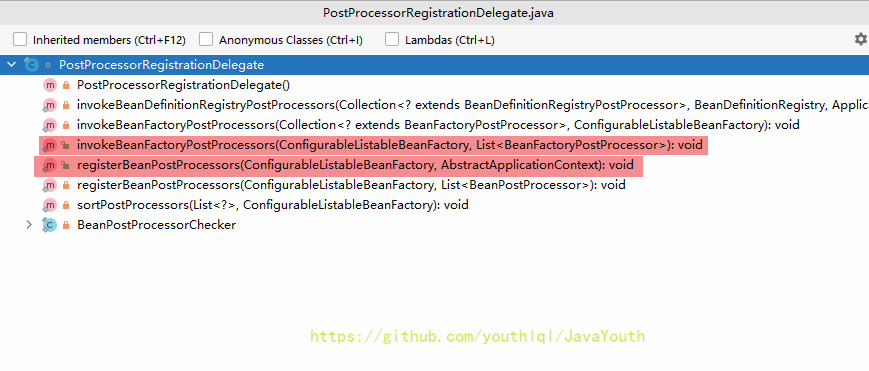 PostProcessorRegistrationDelegate.java
Inherited members (Ctrl+F12) Anonymous Classes (Ctrl+I) Lambdas (Ctrl+L)
PostProcessorRegistrationDelegate
PostProcessorRegistrationDelegate()
invokeBeanDefinitionRegistryPostProcessors(Collection<? extends BeanDefinitionRegistryPostProcessor>, BeanDefinitionRegistry, Applica
invokeBeanFactoryPostProcessors(Collection<? extends BeanFactoryPostProcessor>, ConfigurableListableBeanFactory): void
invokeBeanFactoryPostProcessors(ConfigurableListableBeanFactory, List<BeanFactoryPostProcessor>): void
registerBeanPostProcessors(ConfigurableListableBeanFactory, AbstractApplicationContext): void
registerBeanPostProcessors(ConfigurableListableBeanFactory, List<BeanPostProcessor>): void
sortPostProcessors(List<?>, ConfigurableListableBeanFactory): void
BeanPostProcessorChecker
https://github.com/youthlql/JavaYouth